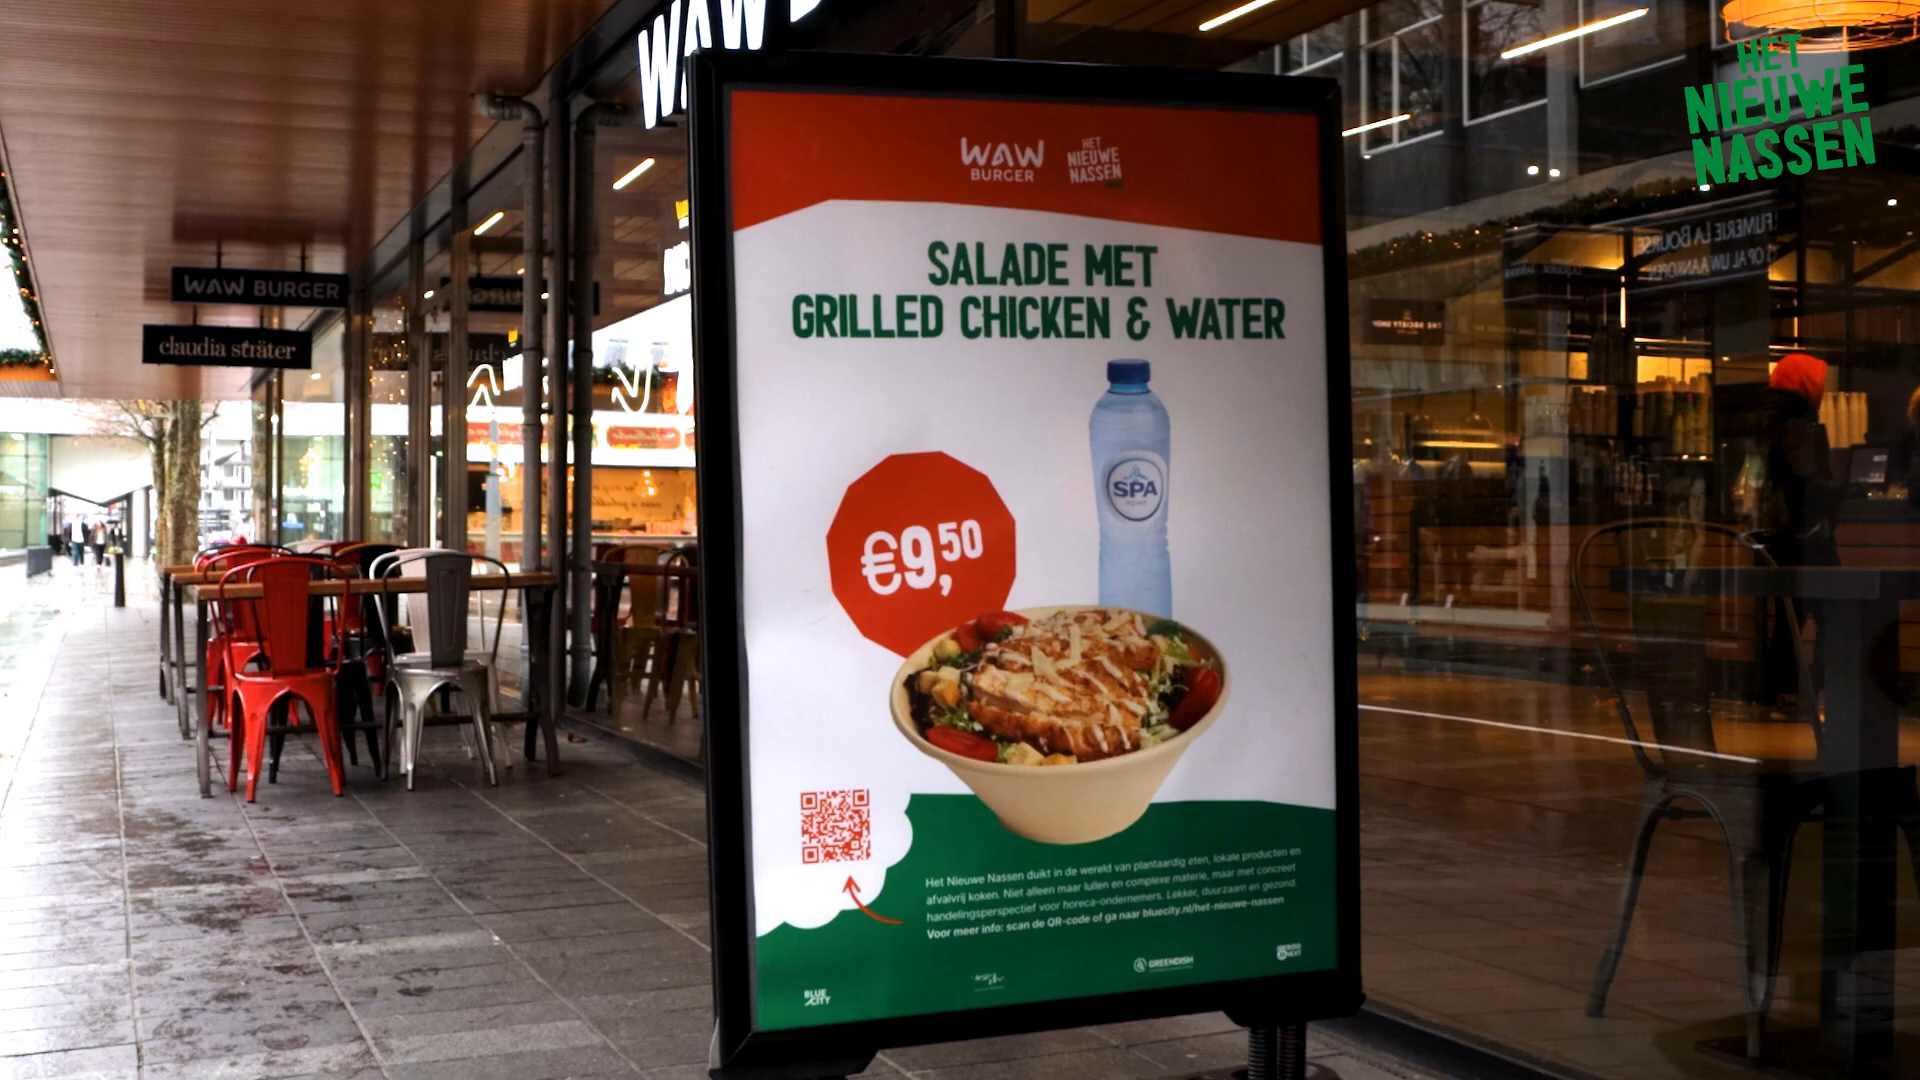 WAW B
HET
NIEUWE
NASSEN
WAW BURGER
claudia sträter
WAW
BURGER
HET
NIEUWE
NASSEN
SALADE MET
GRILLED CHICKEN & WATER
SPA
€9,50
Het Nieuwe Nassen duikt in de wereld van plantaardig eten, lokale producten en
afvalvrij koken. Niet alleen maar lullen en complexe materie, maar met concreet
handelingsperspectief voor horeca-ondernemers. Lekker, duurzaam en gezond.
Voor meer info: scan de QR-code of ga naar bluecity.nl/het-nieuwe-nassen
BLUE
CITY
GREENDISH